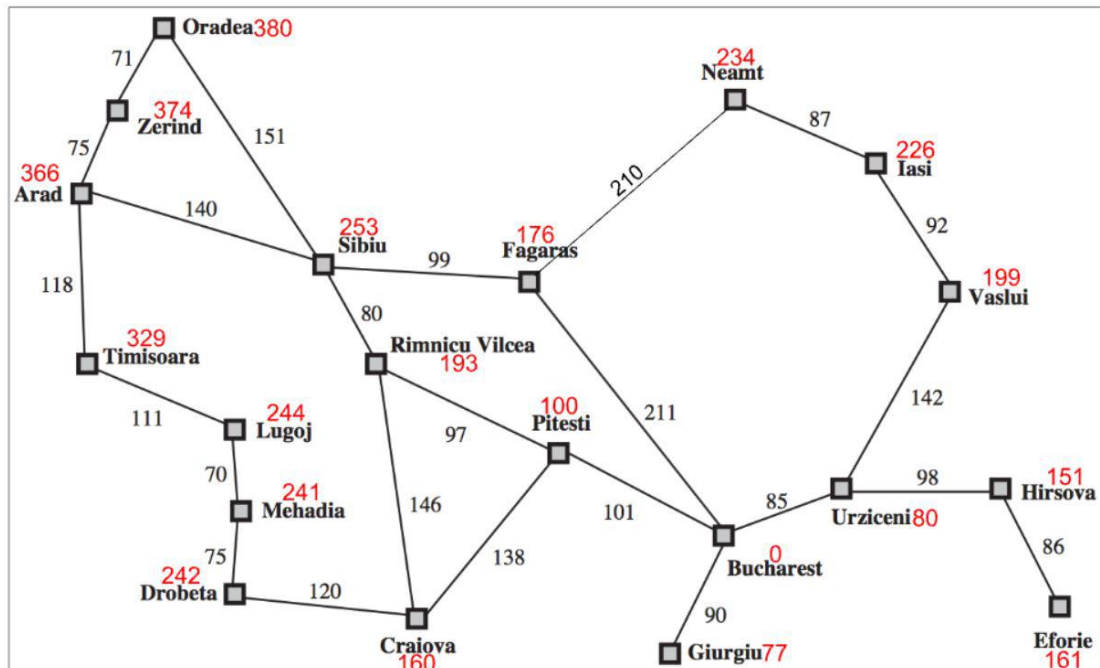 Oradea380
71
Zerind
374
75
151
366
Arad
140
253
Sibiu
99
176
Fagaras
210
234
Neamt
87
226
Iasi
92
199
Vaslui
118
80
Rimnicu Vilcea
193
329
Timisoara
111
244
Lugoj
97
100
Pitesti
211
142
70
241
Mehadia
146
101
85
98
151
Hirsova
Urziceni80
75
138
0
Bucharest
86
242
Drobeta
120
90
Craiova
160
Giurgiu77
Eforie
161